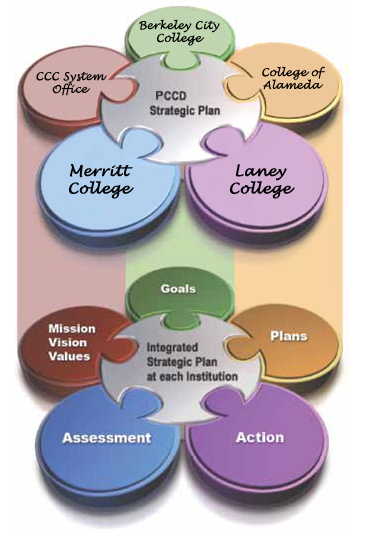 Berkeley City
College
CCC System
Office
College of
Alameda
PCCD
Strategic Plan
Merritt
College
Laney
College
Goals
Mission
Vision
Values
Integrated
Strategic Plan
at each Institution
Plans
Assessment
Action